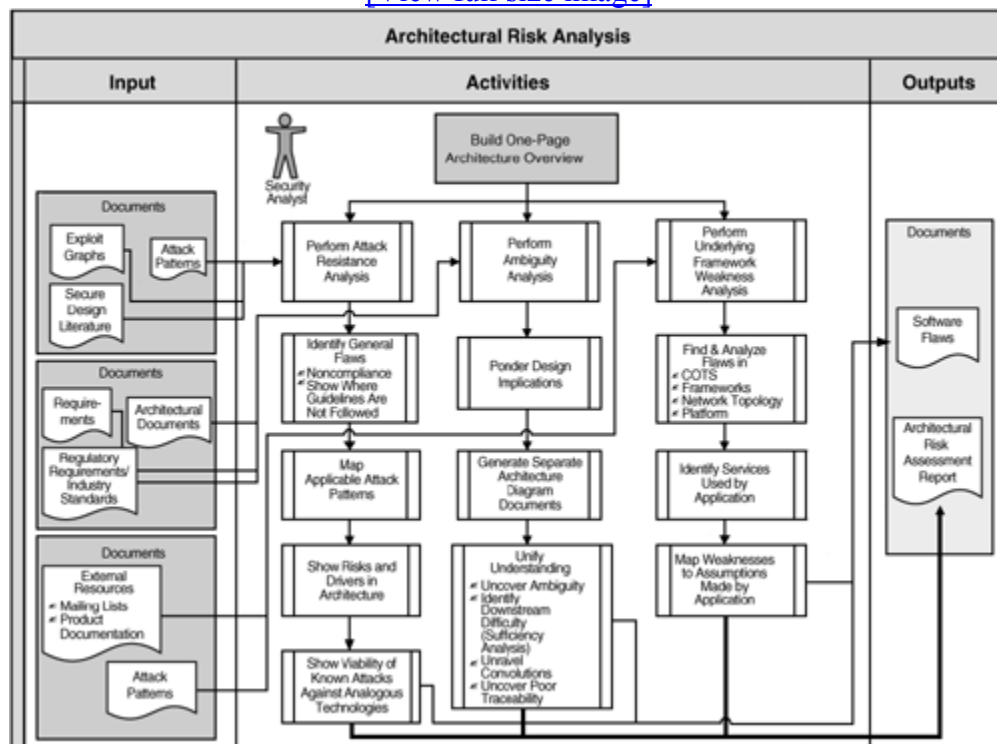 [View full size image]
Architectural Risk Analysis
Input
Activities
Outputs
Security
Analyst
Build One-Page
Architecture Overview
Documents
Exploit
Graphs
Attack
Patterns
Secure
Design
Literature
Documents
Require-
ments
Architectural
Documents
Regulatory
Requirements/
Industry
Standards
Documents
External
Resources
Mailing Lists
Product
Documentation
Attack
Patterns
Perform Attack
Resistance
Analysis
Identify General
Flaws
Noncompliance
Show Where
Guidelines Are
Not Followed
Map
Applicable Attack
Patterns
Show Risks and
Drivers in
Architecture
Show Viability of
Known Attacks
Against Analogous
Technologies
Perform
Ambiguity
Analysis
Ponder Design
Implications
Generate Separate
Architecture
Diagram
Documents
Unify
Understanding
Uncover Ambiguity
Identify
Downstream
Difficulty
(Sufficiency
Analysis)
Unravel
Convolutions
Uncover Poor
Traceability
Perform
Underlying
Framework
Weakness
Analysis
Find & Analyze
Flaws in
COTS
Frameworks
Network Topology
Platform
Identify Services
Used by
Application
Map Weaknesses
to Assumptions
Made by
Application
Documents
Software
Flaws
Architectural
Risk
Assessment
Report